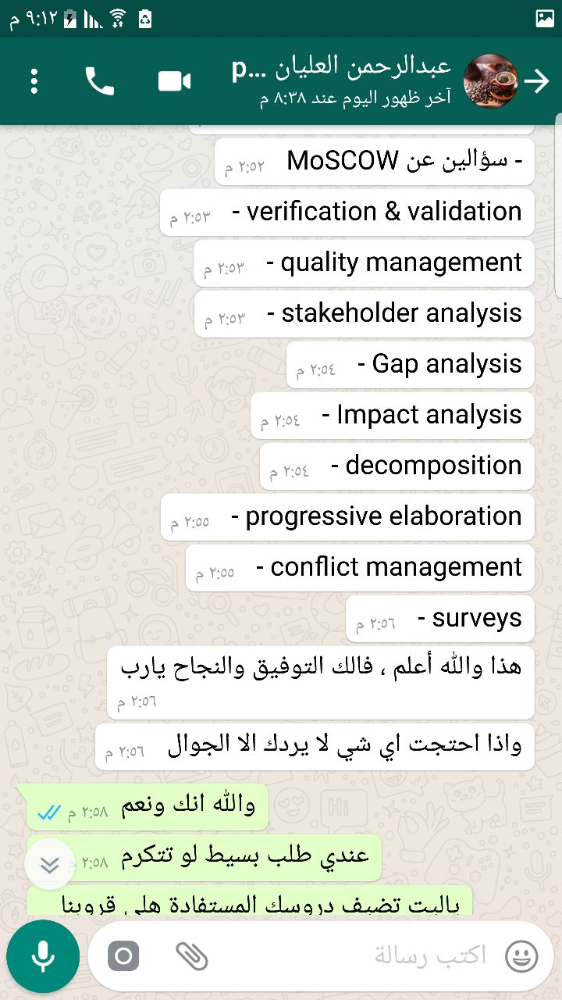 ٩:١٢ م
عبدالرحمن العليان p...
آخر ظهور اليوم عند ٨:٣٨ م
- سؤالين عن MoSCOW ٢:٥٢ م
- verification & validation ٢:٥٣ م
- quality management ٢:٥٣ م
- stakeholder analysis ٢:٥٣ م
- Gap analysis ٢:٥٤ م
- Impact analysis ٢:٥٤ م
- decomposition ٢:٥٤ م
- progressive elaboration ٢:٥٥ م
- conflict management ٢:٥٥ م
- surveys ٢:٥٦ م
هذا والله أعلم ، فالك التوفيق والنجاح يارب
٢:٥٦ م
واذا احتجت اي شي لا يردك الا الجوال ٢:٥٦ م
والله انك ونعم ٢:٥٨ م
عندي طلب بسيط لو تتكرم ٢:٥٨ م
ياليت تضيف دروسك المستفادة هلى قروبنا
اكتب رسالة